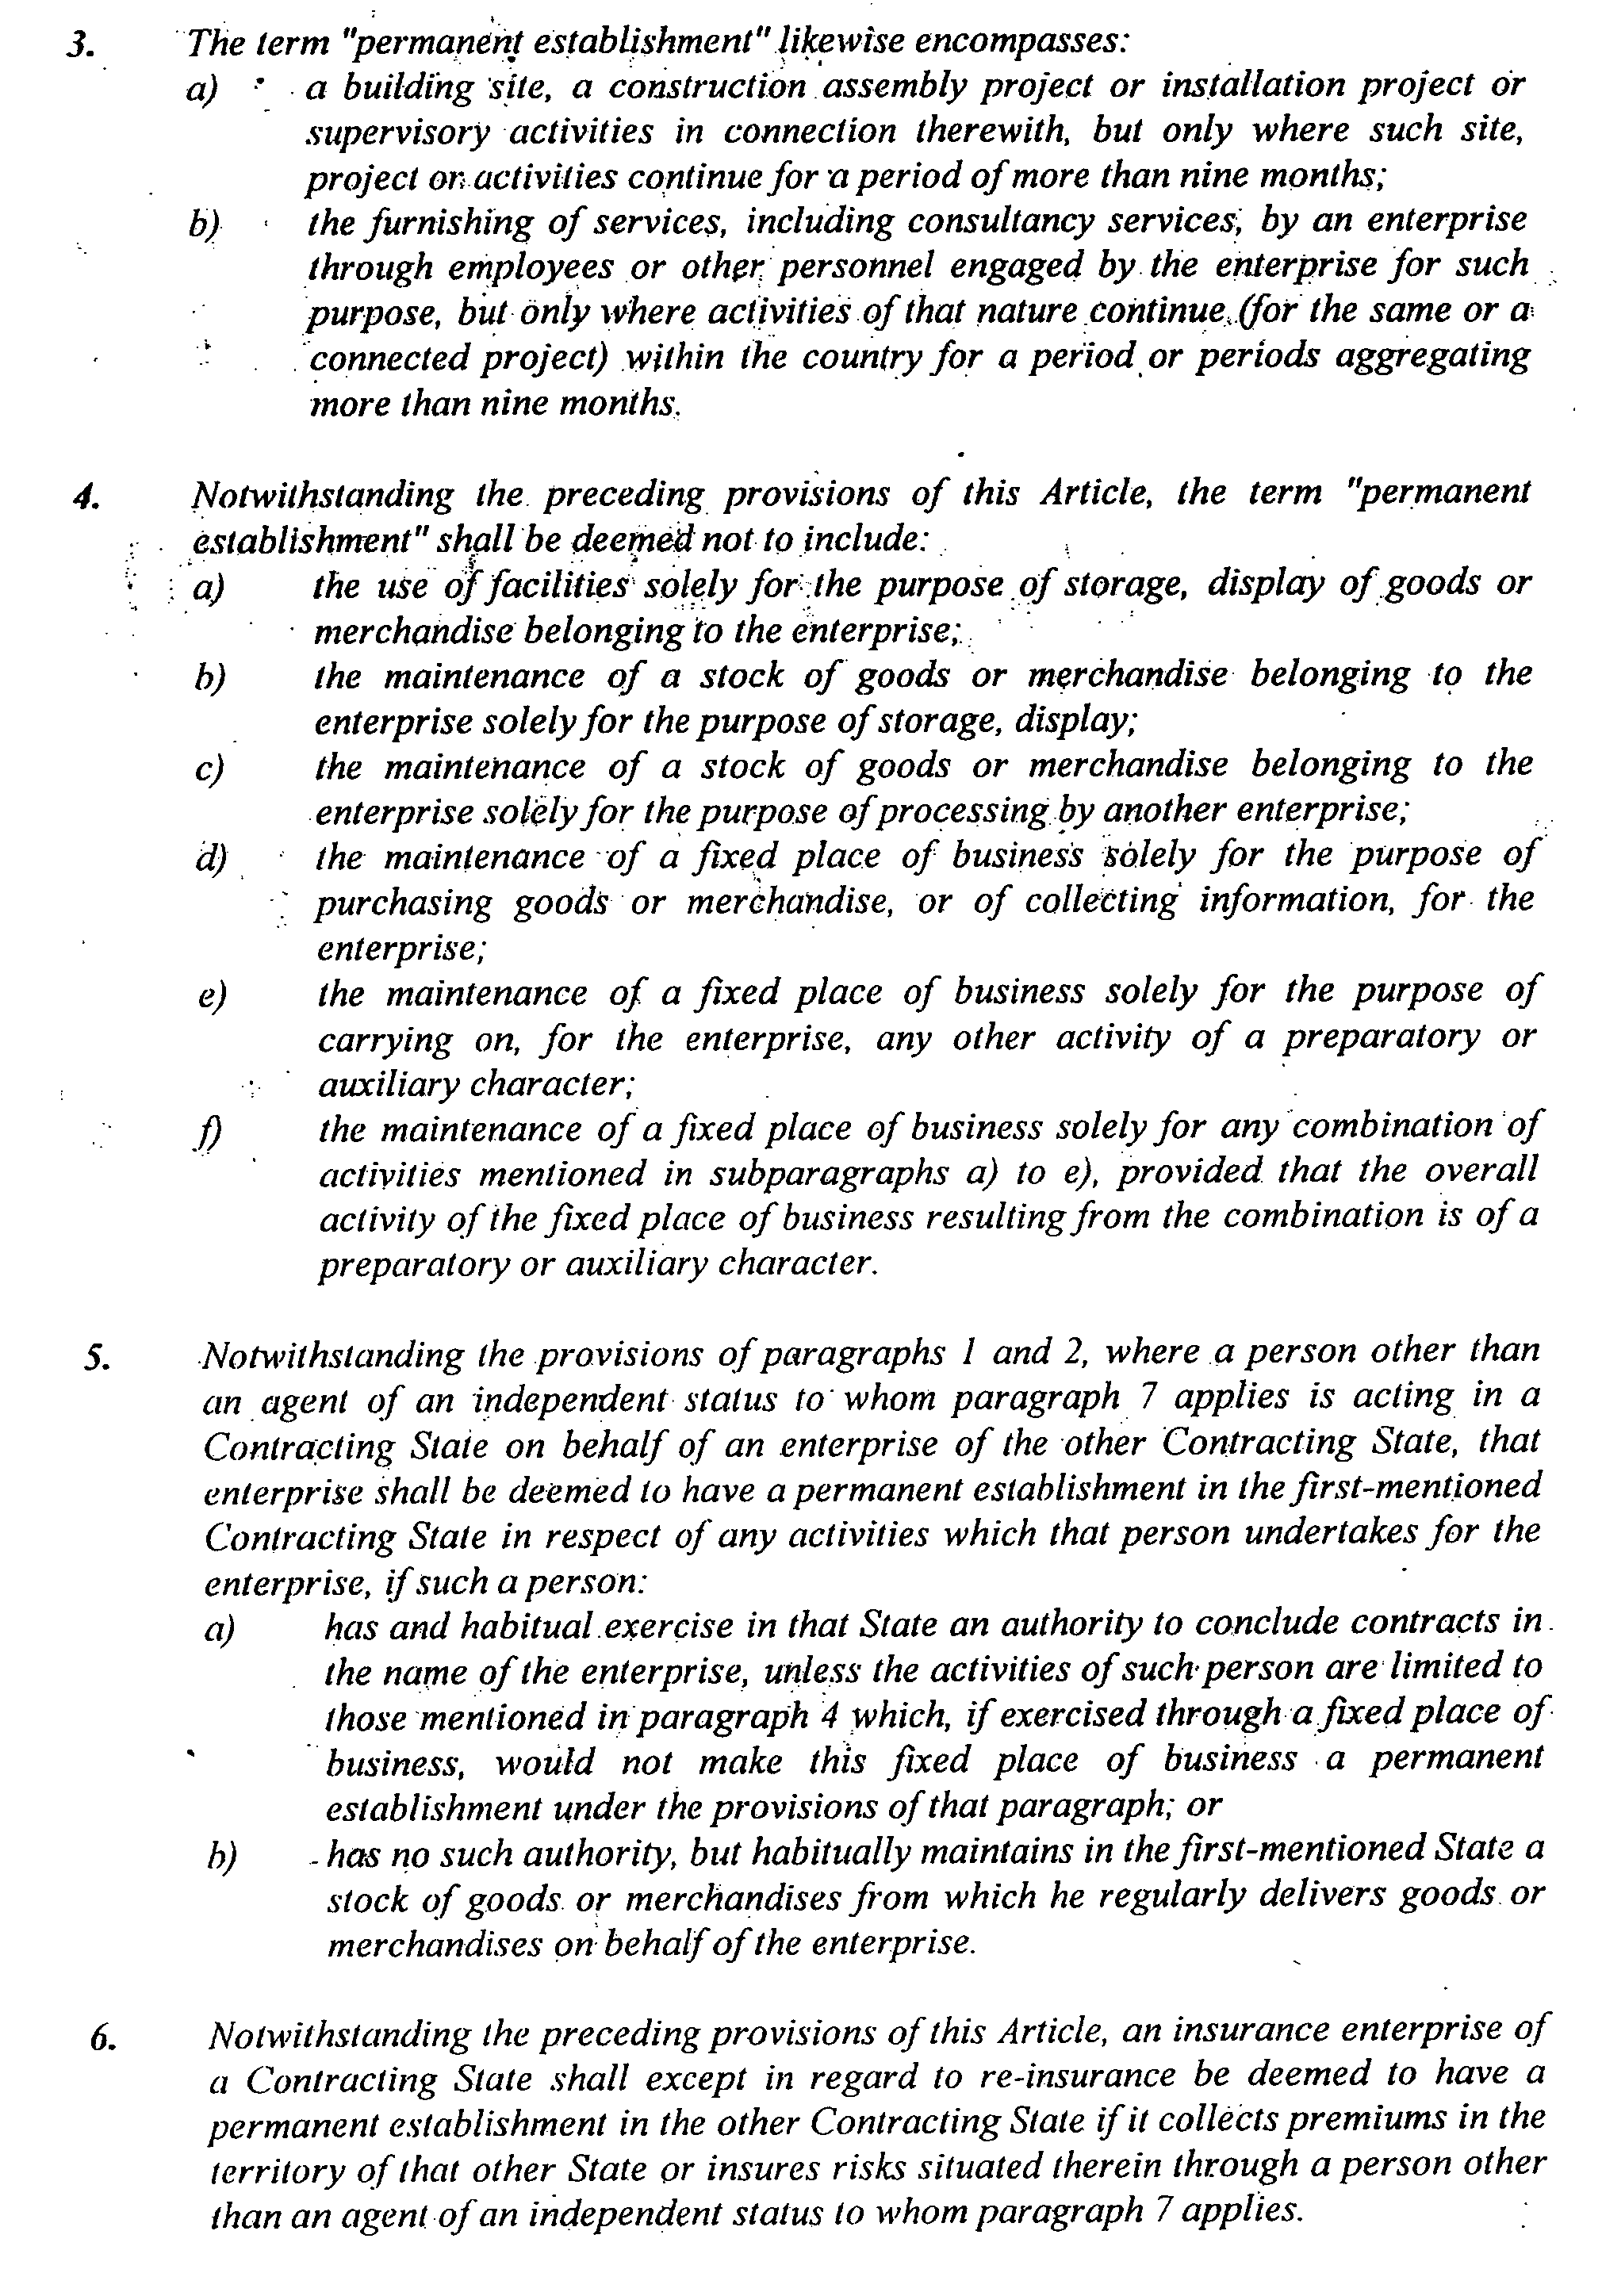 3. The term "permanent establishment" likewise encompasses:
a) a building site, a construction assembly project or installation project or
supervisory activities in connection therewith, but only where such site,
project or activities continue for a period of more than nine months;
b) the furnishing of services, including consultancy services, by an enterprise
through employees or other personnel engaged by the enterprise for such
purpose, but only where activities of that nature continue (for the same or a
connected project) within the country for a period or periods aggregating
more than nine months.
4. Notwithstanding the preceding provisions of this Article, the term "permanent
establishment" shall be deemed not to include:
a) the use of facilities solely for the purpose of storage, display of goods or
merchandise belonging to the enterprise;
b) the maintenance of a stock of goods or merchandise belonging to the
enterprise solely for the purpose of storage, display;
c) the maintenance of a stock of goods or merchandise belonging to the
enterprise solely for the purpose of processing by another enterprise;
d) the maintenance of a fixed place of business solely for the purpose of
purchasing goods or merchandise, or of collecting information, for the
enterprise;
e) the maintenance of a fixed place of business solely for the purpose of
carrying on, for the enterprise, any other activity of a preparatory or
auxiliary character;
f) the maintenance of a fixed place of business solely for any combination of
activities mentioned in subparagraphs a) to e), provided that the overall
activity of the fixed place of business resulting from the combination is of a
preparatory or auxiliary character.
5. Notwithstanding the provisions of paragraphs 1 and 2, where a person other than
an agent of an independent status to whom paragraph 7 applies is acting in a
Contracting State on behalf of an enterprise of the other Contracting State, that
enterprise shall be deemed to have a permanent establishment in the first-mentioned
Contracting State in respect of any activities which that person undertakes for the
enterprise, if such a person:
a) has and habitual exercise in that State an authority to conclude contracts in
the name of the enterprise, unless the activities of such person are limited to
those mentioned in paragraph 4 which, if exercised through a fixed place of
business, would not make this fixed place of business a permanent
establishment under the provisions of that paragraph; or
b) has no such authority, but habitually maintains in the first-mentioned State a
stock of goods or merchandises from which he regularly delivers goods or
merchandises on behalf of the enterprise.
6. Notwithstanding the preceding provisions of this Article, an insurance enterprise of
a Contracting State shall except in regard to re-insurance be deemed to have a
permanent establishment in the other Contracting State if it collects premiums in the
territory of that other State or insures risks situated therein through a person other
than an agent of an independent status to whom paragraph 7 applies.